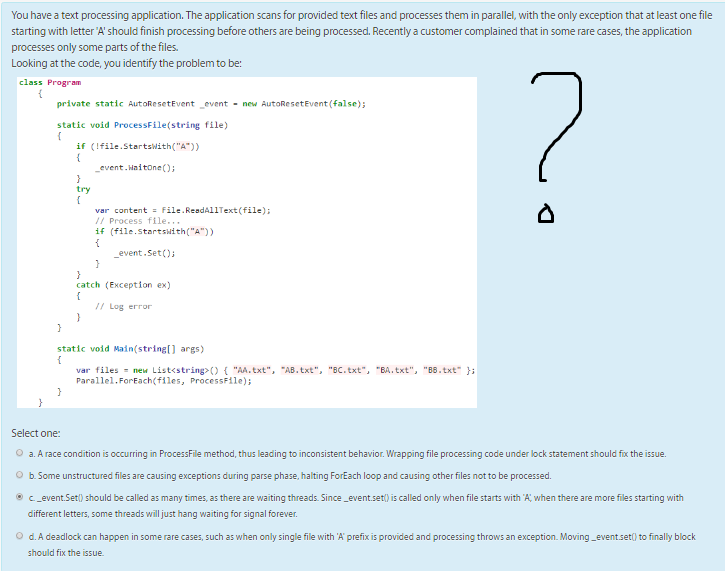 You have a text processing application. The application scans for provided text files and processes them in parallel, with the only exception that at least one file
starting with letter 'A' should finish processing before others are being processed. Recently a customer complained that in some rare cases, the application
processes only some parts of the files.
Looking at the code, you identify the problem to be:
class Program
{
private static AutoResetEvent _event = new AutoResetEvent(false);
static void ProcessFile(string file)
{
if (!file.StartsWith("A"))
{
_event.WaitOne();
}
try
{
var content = File.ReadAllText(file);
// Process file...
if (file.StartsWith("A"))
{
_event.Set();
}
}
catch (Exception ex)
{
// Log error
}
}
static void Main(string[] args)
{
var files = new List<string>() { "AA.txt", "AB.txt", "BC.txt", "BA.txt", "BB.txt" };
Parallel.ForEach(files, ProcessFile);
}
}
?
Select one:
a. A race condition is occurring in ProcessFile method, thus leading to inconsistent behavior. Wrapping file processing code under lock statement should fix the issue.
b. Some unstructured files are causing exceptions during parse phase, halting ForEach loop and causing other files not to be processed.
c. _event.Set() should be called as many times, as there are waiting threads. Since _event.set() is called only when file starts with 'A', when there are more files starting with
different letters, some threads will just hang waiting for signal forever.
d. A deadlock can happen in some rare cases, such as when only single file with 'A' prefix is provided and processing throws an exception. Moving _event.set() to finally block
should fix the issue.